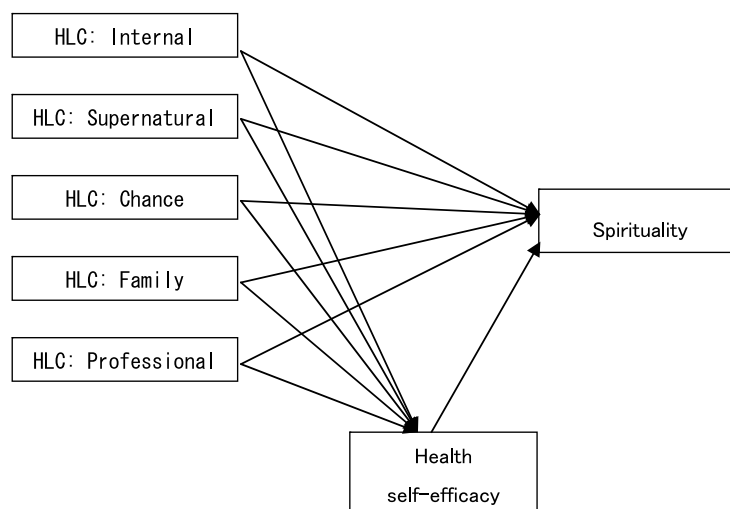 HLC: Internal
HLC: Supernatural
HLC: Chance
HLC: Family
HLC: Professional
Spirituality
Health
self-efficacy